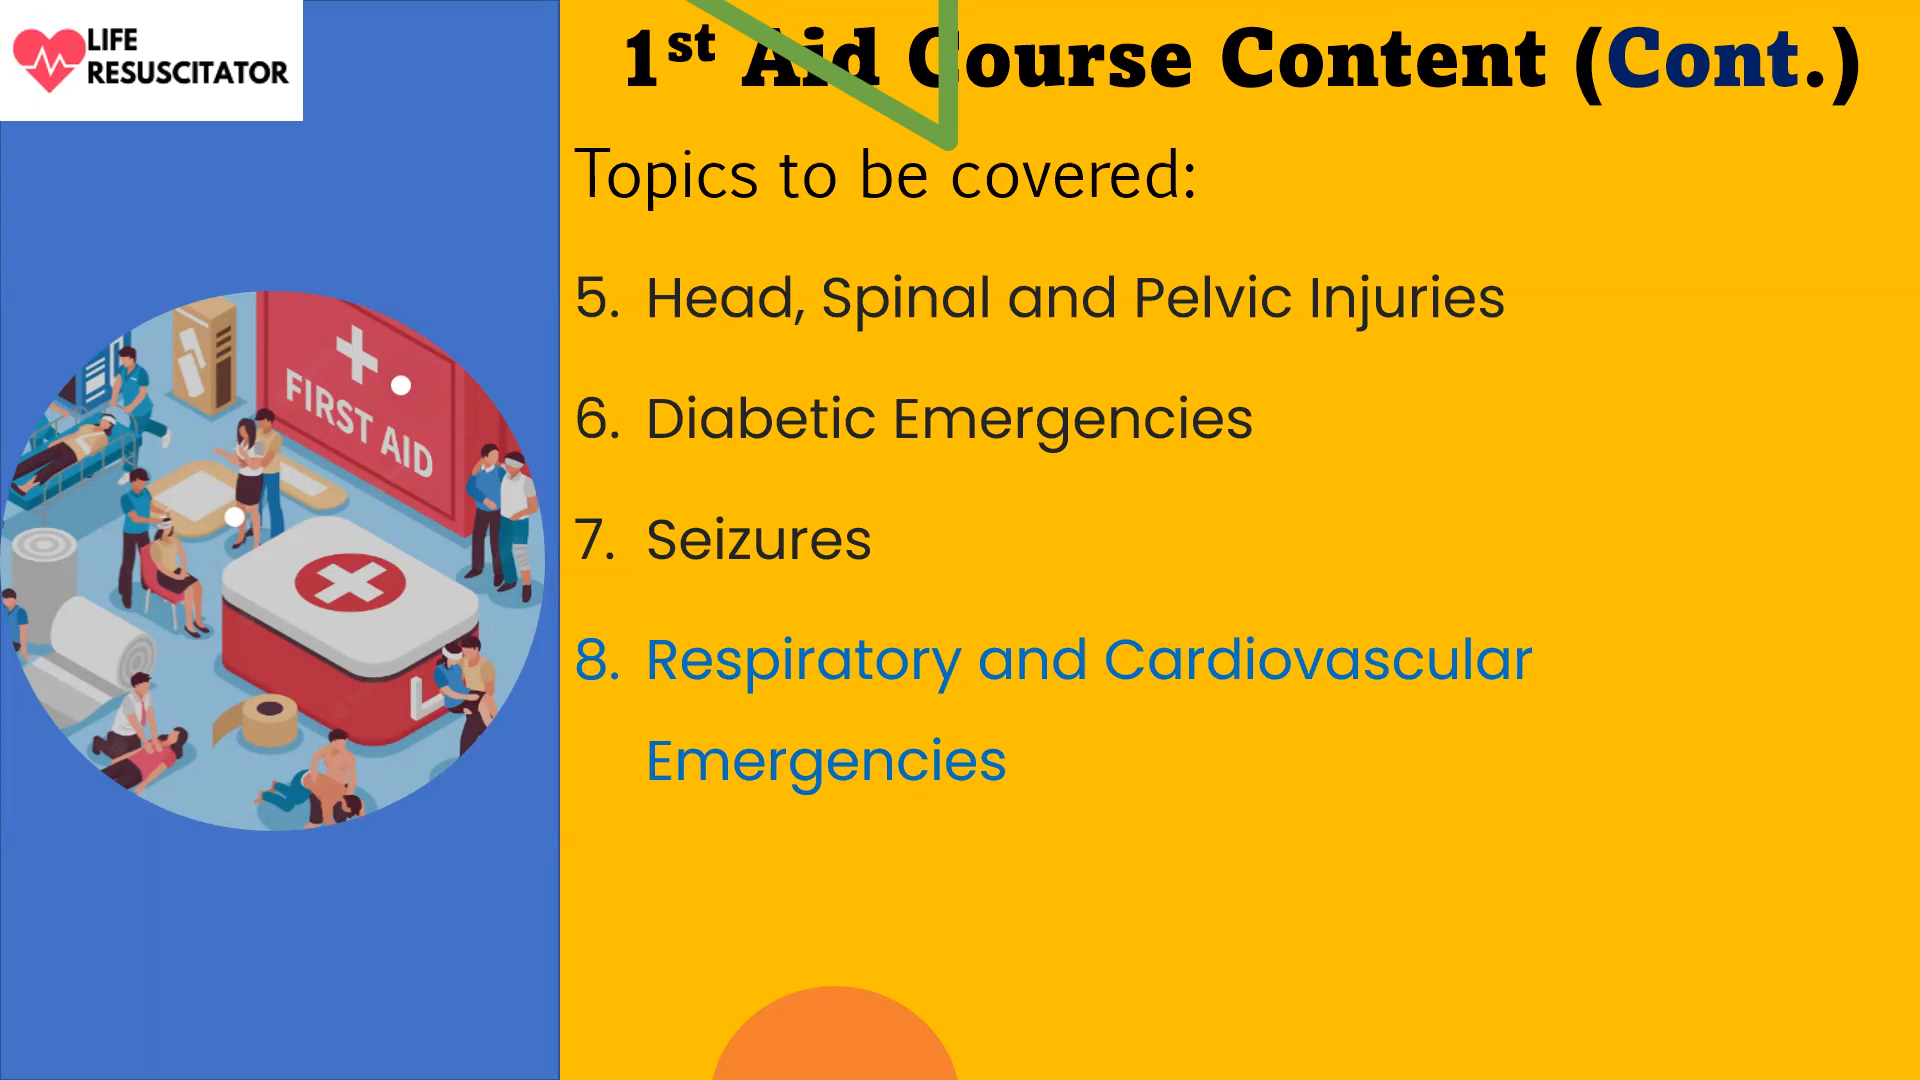 LIFE
RESUSCITATOR
1st Aid Course Content (Cont.)
Topics to be covered:
5. Head, Spinal and Pelvic Injuries
6. Diabetic Emergencies
7. Seizures
8. Respiratory and Cardiovascular
Emergencies
FIRST AID
L